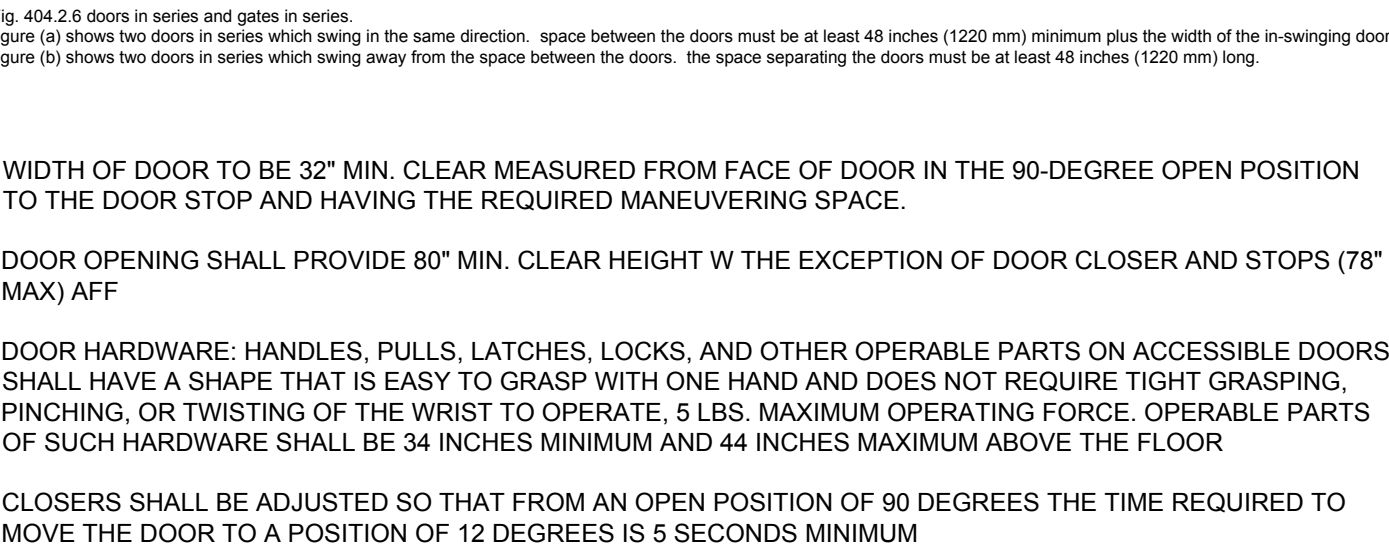 ig. 404.2.6 doors in series and gates in series.
gure (a) shows two doors in series which swing in the same direction.  space between the doors must be at least 48 inches (1220 mm) minimum plus the width of the in-swinging door
gure (b) shows two doors in series which swing away from the space between the doors.  the space separating the doors must be at least 48 inches (1220 mm) long.
WIDTH OF DOOR TO BE 32" MIN. CLEAR MEASURED FROM FACE OF DOOR IN THE 90-DEGREE OPEN POSITION
TO THE DOOR STOP AND HAVING THE REQUIRED MANEUVERING SPACE.
DOOR OPENING SHALL PROVIDE 80" MIN. CLEAR HEIGHT W THE EXCEPTION OF DOOR CLOSER AND STOPS (78"
MAX) AFF
DOOR HARDWARE: HANDLES, PULLS, LATCHES, LOCKS, AND OTHER OPERABLE PARTS ON ACCESSIBLE DOORS
SHALL HAVE A SHAPE THAT IS EASY TO GRASP WITH ONE HAND AND DOES NOT REQUIRE TIGHT GRASPING,
PINCHING, OR TWISTING OF THE WRIST TO OPERATE, 5 LBS. MAXIMUM OPERATING FORCE. OPERABLE PARTS
OF SUCH HARDWARE SHALL BE 34 INCHES MINIMUM AND 44 INCHES MAXIMUM ABOVE THE FLOOR
CLOSERS SHALL BE ADJUSTED SO THAT FROM AN OPEN POSITION OF 90 DEGREES THE TIME REQUIRED TO
MOVE THE DOOR TO A POSITION OF 12 DEGREES IS 5 SECONDS MINIMUM